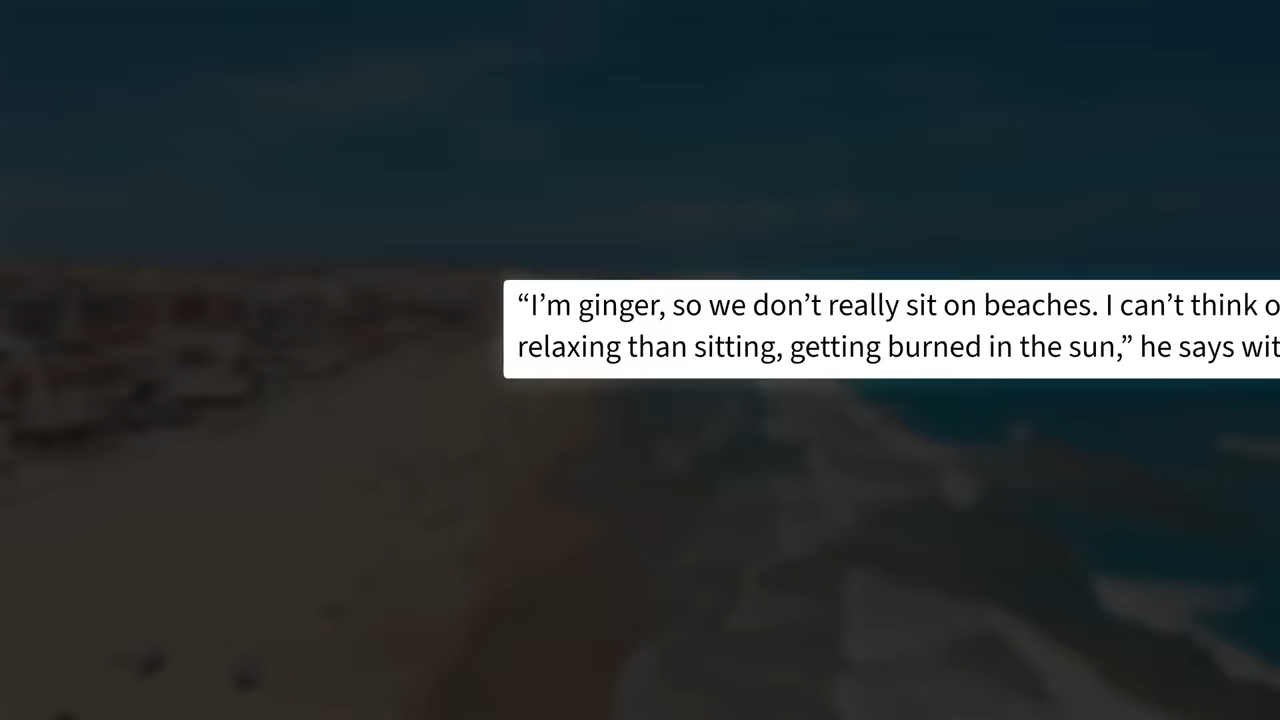 “I’m ginger, so we don’t really sit on beaches. I can’t think
relaxing than sitting, getting burned in the sun,” he says